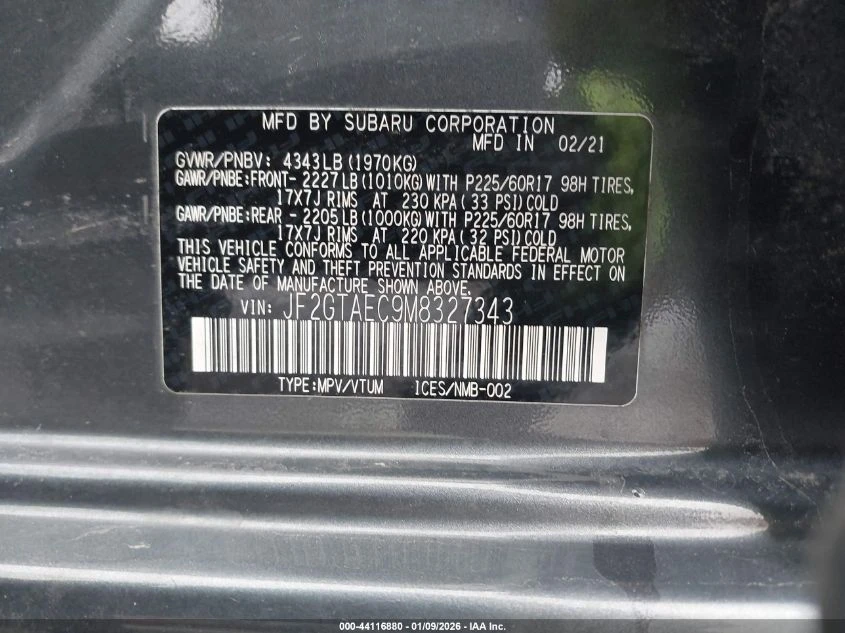 MFD BY SUBARU CORPORATION
MFD IN 02/21
GVWR/PNBV: 4343LB(1970KG)
GAWR/PNBE:FRONT- 2227LB(1010KG)WITH P225/60R17 98H TIRES,
17X7J RIMS AT 230 KPA(33 PSI)COLD
GAWR/PNBE:REAR - 2205LB(1000KG)WITH P225/60R17 98H TIRES,
17X7J RIMS AT 220 KPA(32 PSI)COLD
THIS VEHICLE CONFORMS TO ALL APPLICABLE FEDERAL MOTOR
VEHICLE SAFETY AND THEFT PREVENTION STANDARDS IN EFFECT ON
THE DATE OF MANUFACTURE SHOWN ABOVE.
VIN: JF2GTAEC9M8327343
TYPE:MPV/VTUM ICES/NMB-002
000-44116880 - 01/09/2026 - IAA Inc.